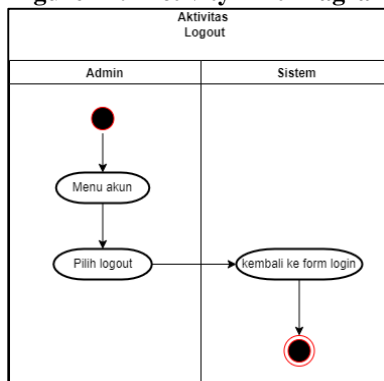 Aktivitas
Logout
Admin
Sistem
Menu akun
Pilih logout
kembali ke form login